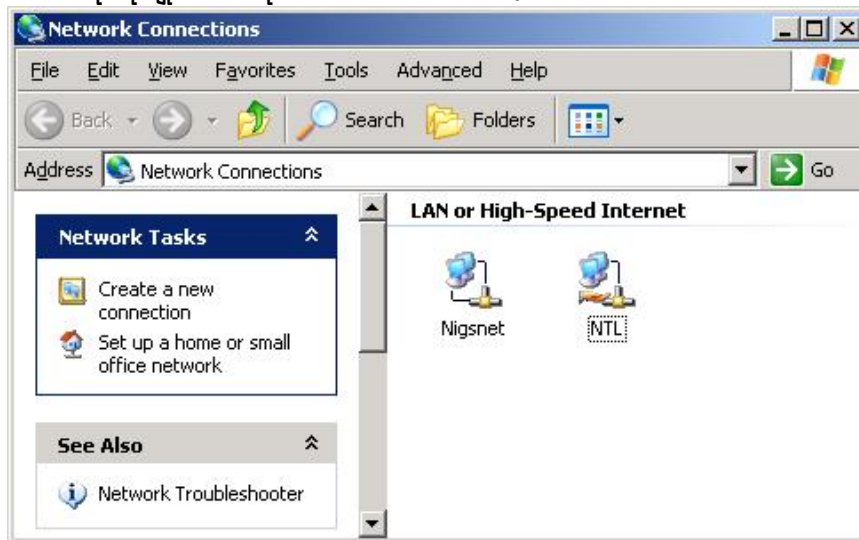 Network Connections
File Edit View Favorites Tools Advanced Help
Back Search Folders
Address Network Connections Go
LAN or High-Speed Internet
Network Tasks
Create a new
connection
Set up a home or small
office network
Nigsnet NTL
See Also
Network Troubleshooter